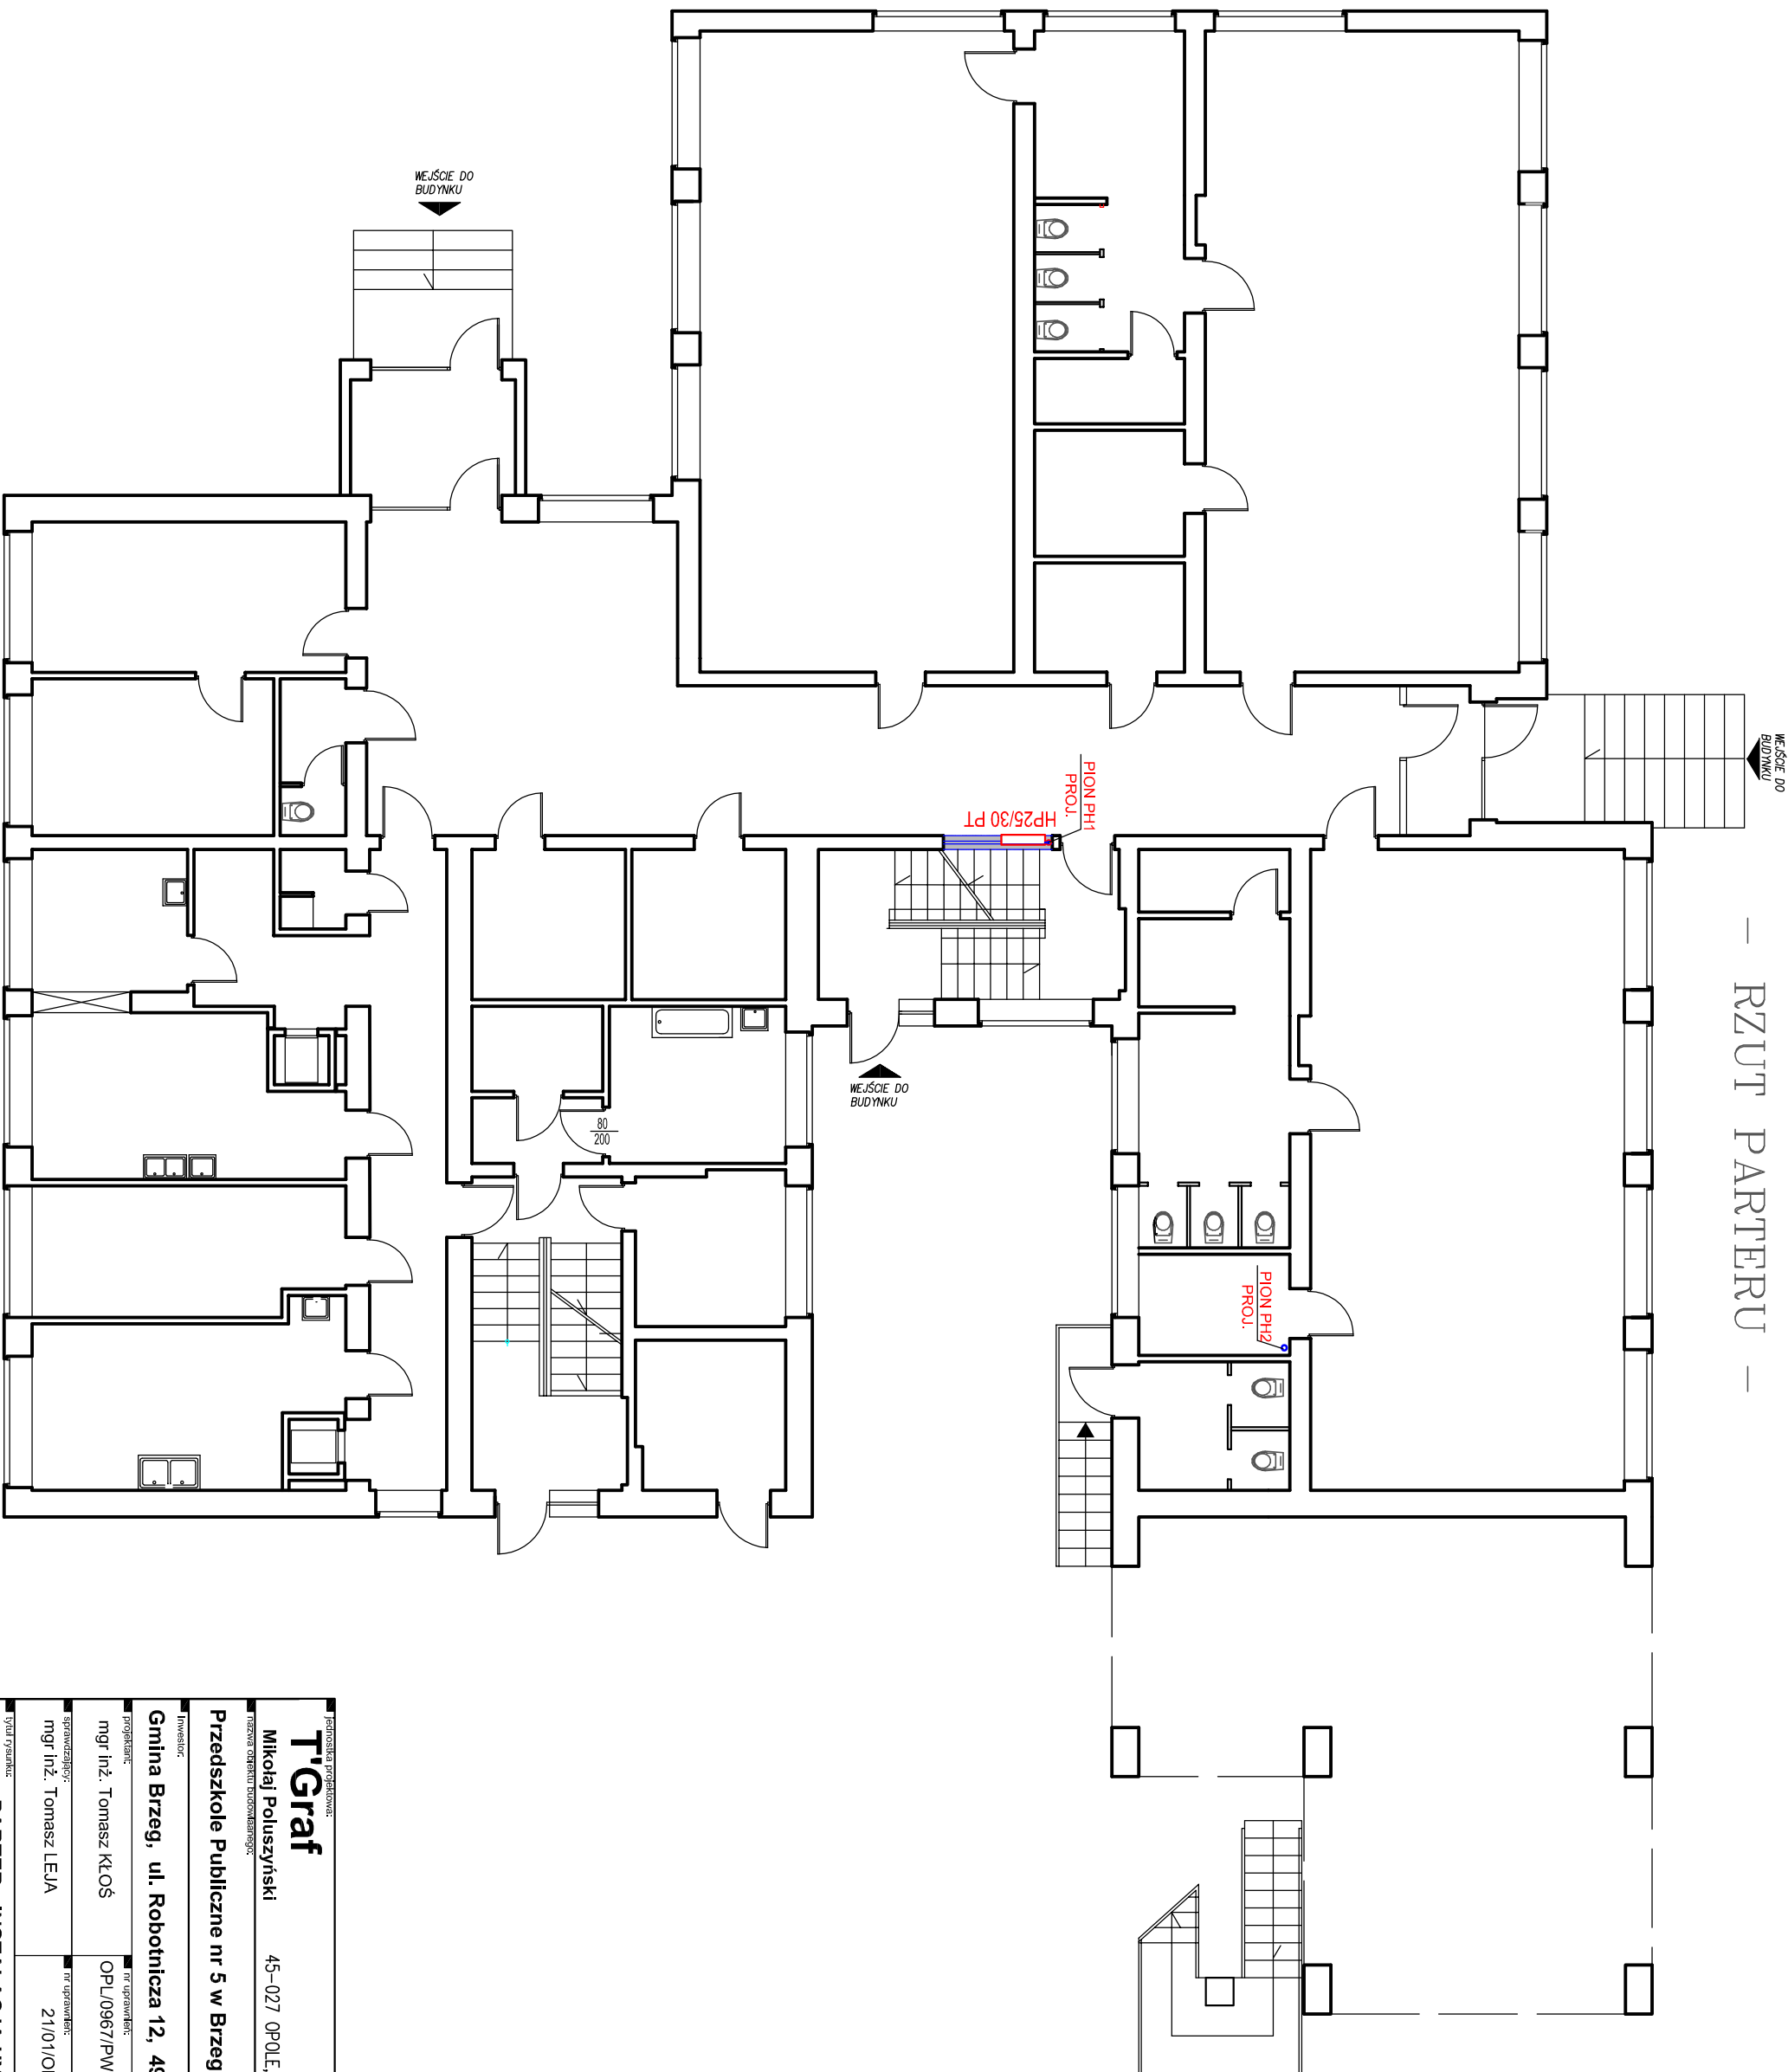 – RZUT PARTERU –
WEJŚCIE DO
BUDYNKU
WEJŚCIE DO
BUDYNKU
PION PH1
PROJ.
HP25/30 PT
WEJŚCIE DO
BUDYNKU
80
200
PION PH2
PROJ.
jednostka projektowa:
T'Graf
Mikołaj Poluszyński 45-027 OPOLE,
nazwa obiektu budowlanego:
Przedszkole Publiczne nr 5 w Brzeg
Inwestor:
Gmina Brzeg, ul. Robotnicza 12, 49
projektant:
mgr inż. Tomasz KŁOŚ
nr uprawnień:
OPL/0967/PW
sprawdzający:
mgr inż. Tomasz LEJA
nr uprawnień:
21/01/O
tytuł rysunku: